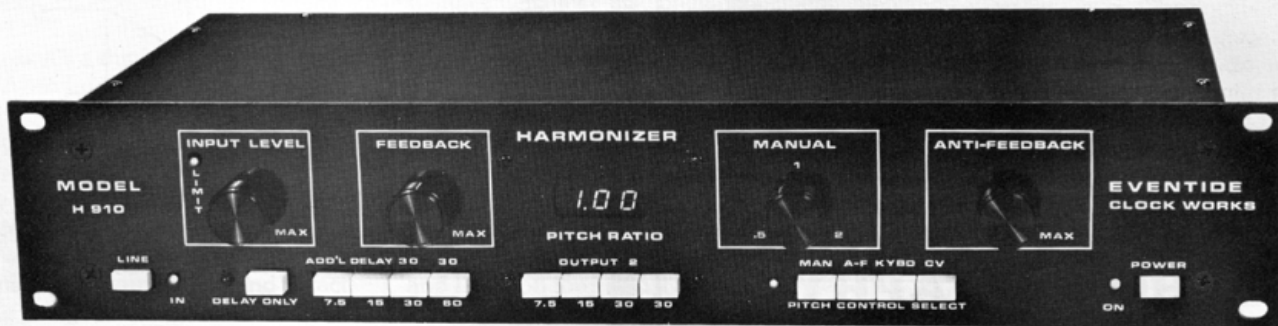 HARMONIZER
INPUT LEVEL
LIMIT
MAX
FEEDBACK
MAX
1.00
PITCH RATIO
MANUAL
1
.5 2
ANTI-FEEDBACK
MAX
MODEL
H 910
EVENTIDE
CLOCK WORKS
LINE
IN
DELAY ONLY
ADD'L DELAY 30 30
7.5 15 30 60
OUTPUT 2
7.5 15 30 30
MAN A-F KYBD CV
PITCH CONTROL SELECT
POWER
ON